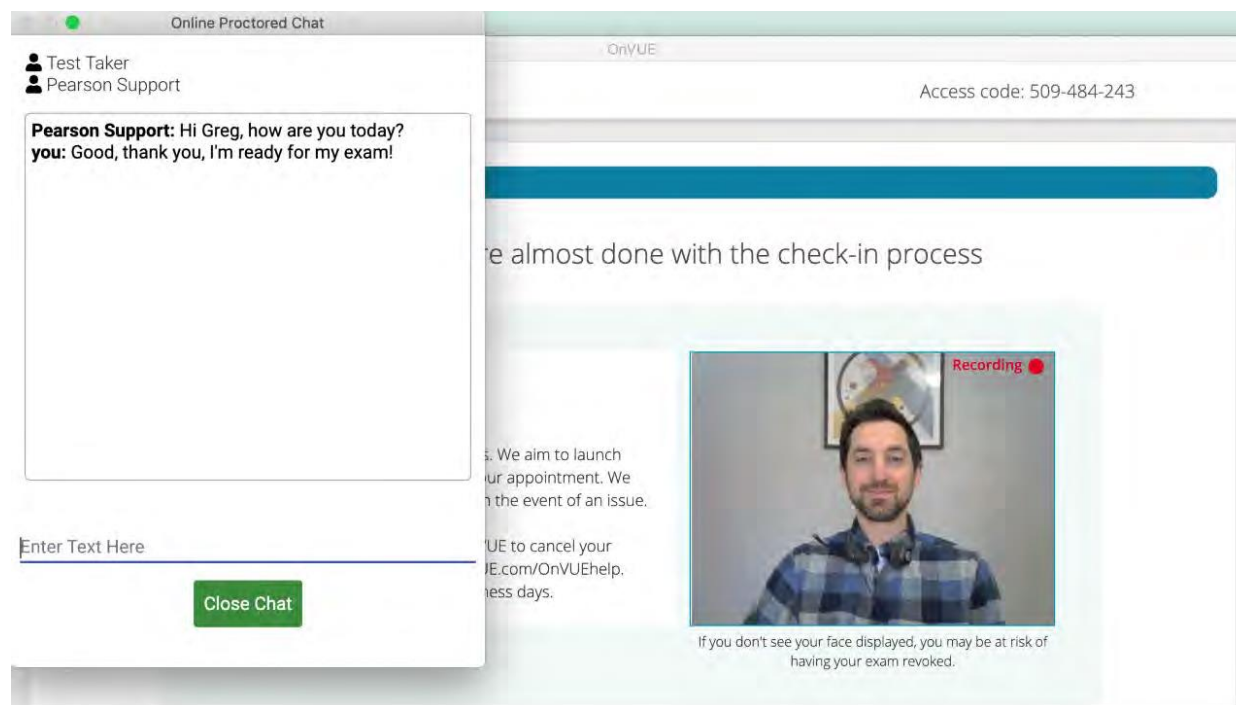 Online Proctored Chat
Test Taker
Pearson Support
Pearson Support: Hi Greg, how are you today?
you: Good, thank you, I'm ready for my exam!
Enter Text Here
Close Chat
OnVUE
Access code: 509-484-243
re almost done with the check-in process
s. We aim to launch
ur appointment. We
n the event of an issue.
'UE to cancel your
JE.com/OnVUEhelp.
ness days.
Recording
If you don't see your face displayed, you may be at risk of
having your exam revoked.